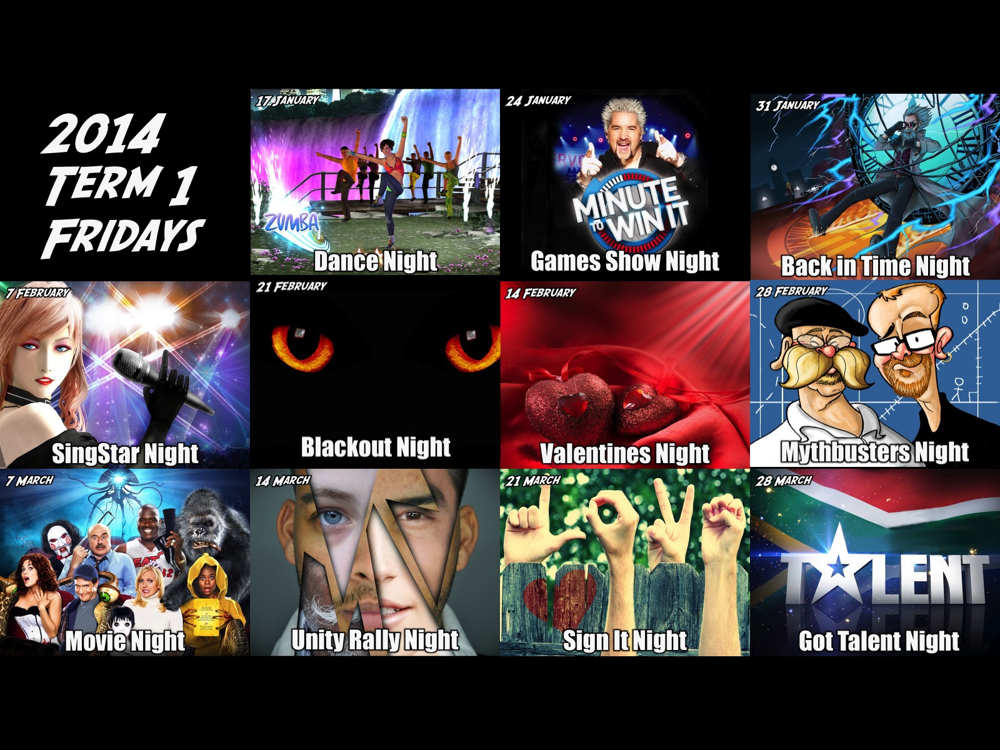 2014
Term 1
Fridays
17 January
ZUMBA
Dance Night
24 January
MINUTE
TO WIN IT
Games Show Night
31 January
Back in Time Night
7 February
SingStar Night
21 February
Blackout Night
14 February
Valentines Night
28 February
Mythbusters Night
7 March
HEAT
32
Movie Night
14 March
Unity Rally Night
21 March
Sign It Night
28 March
TALENT
Got Talent Night